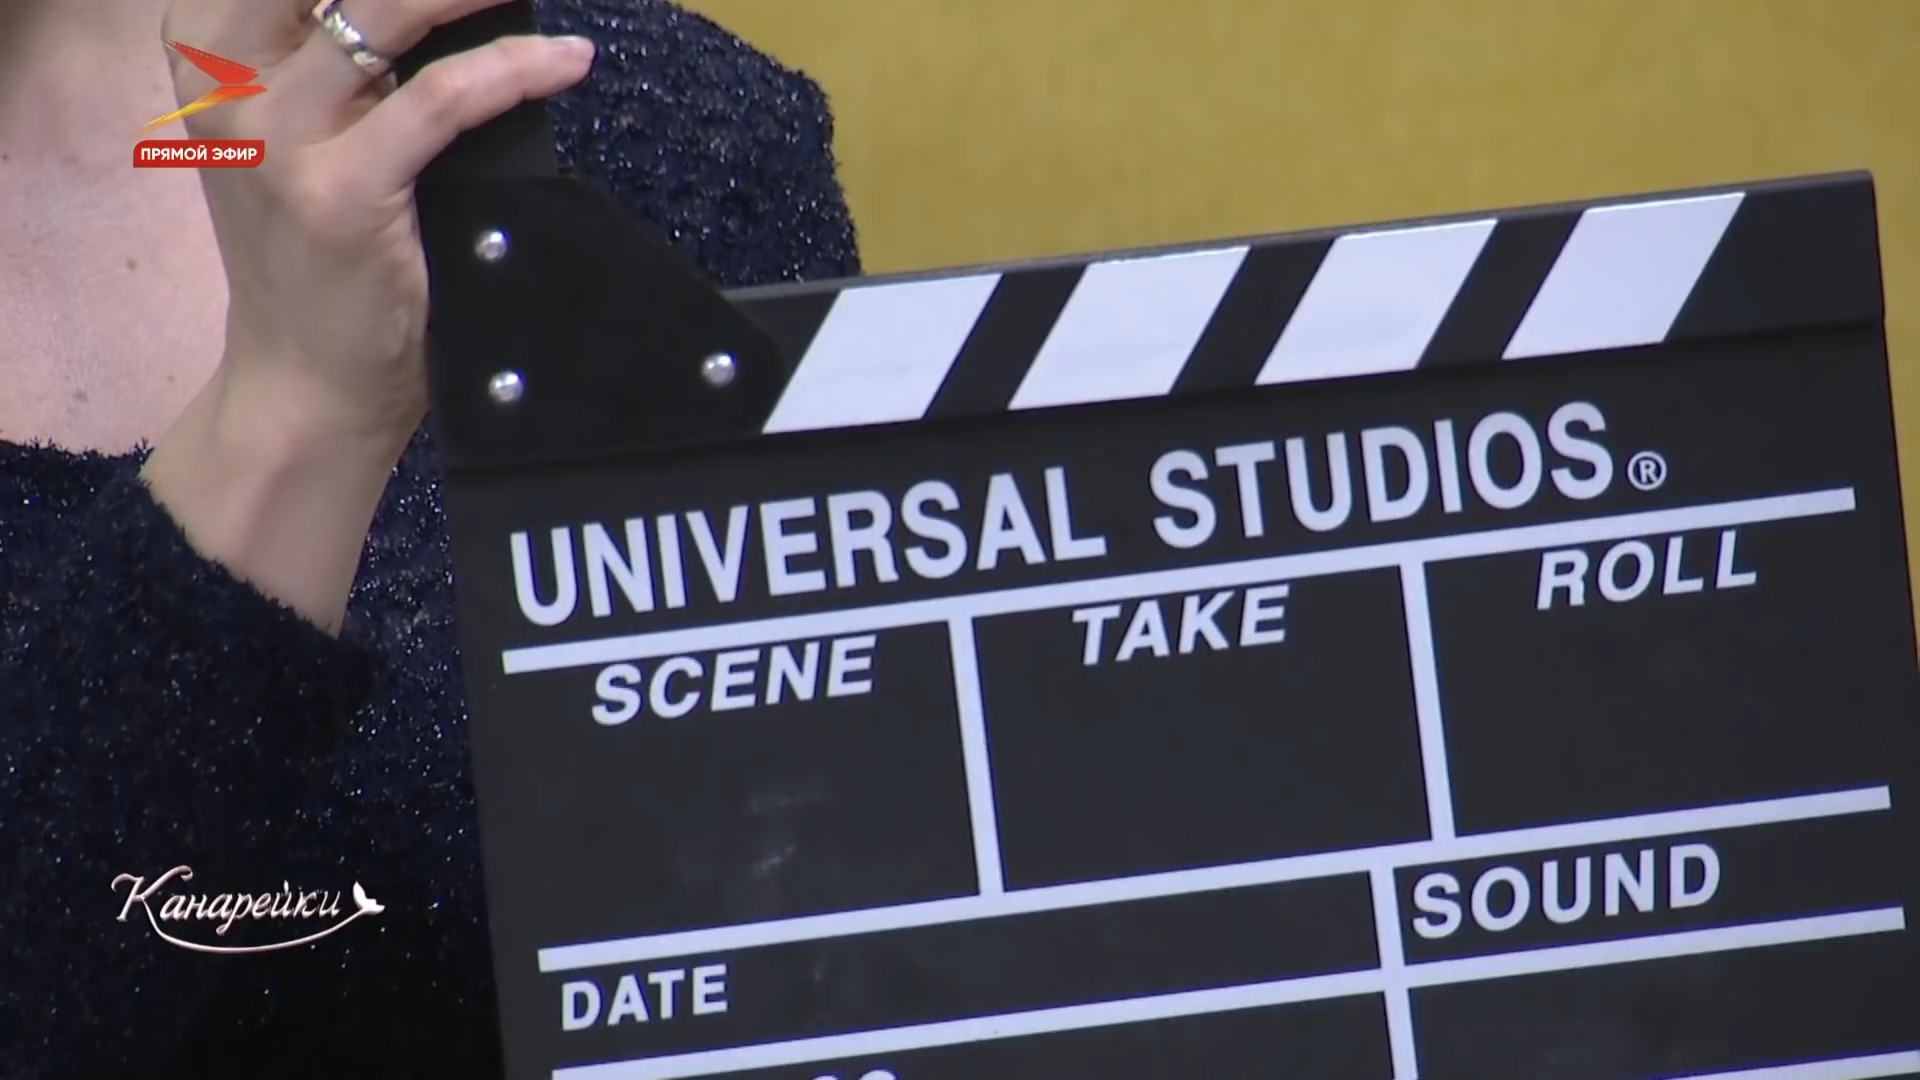 ПРЯМОЙ ЭФИР
UNIVERSAL STUDIOS®
SCENE TAKE ROLL
SOUND
DATE
Канарейки